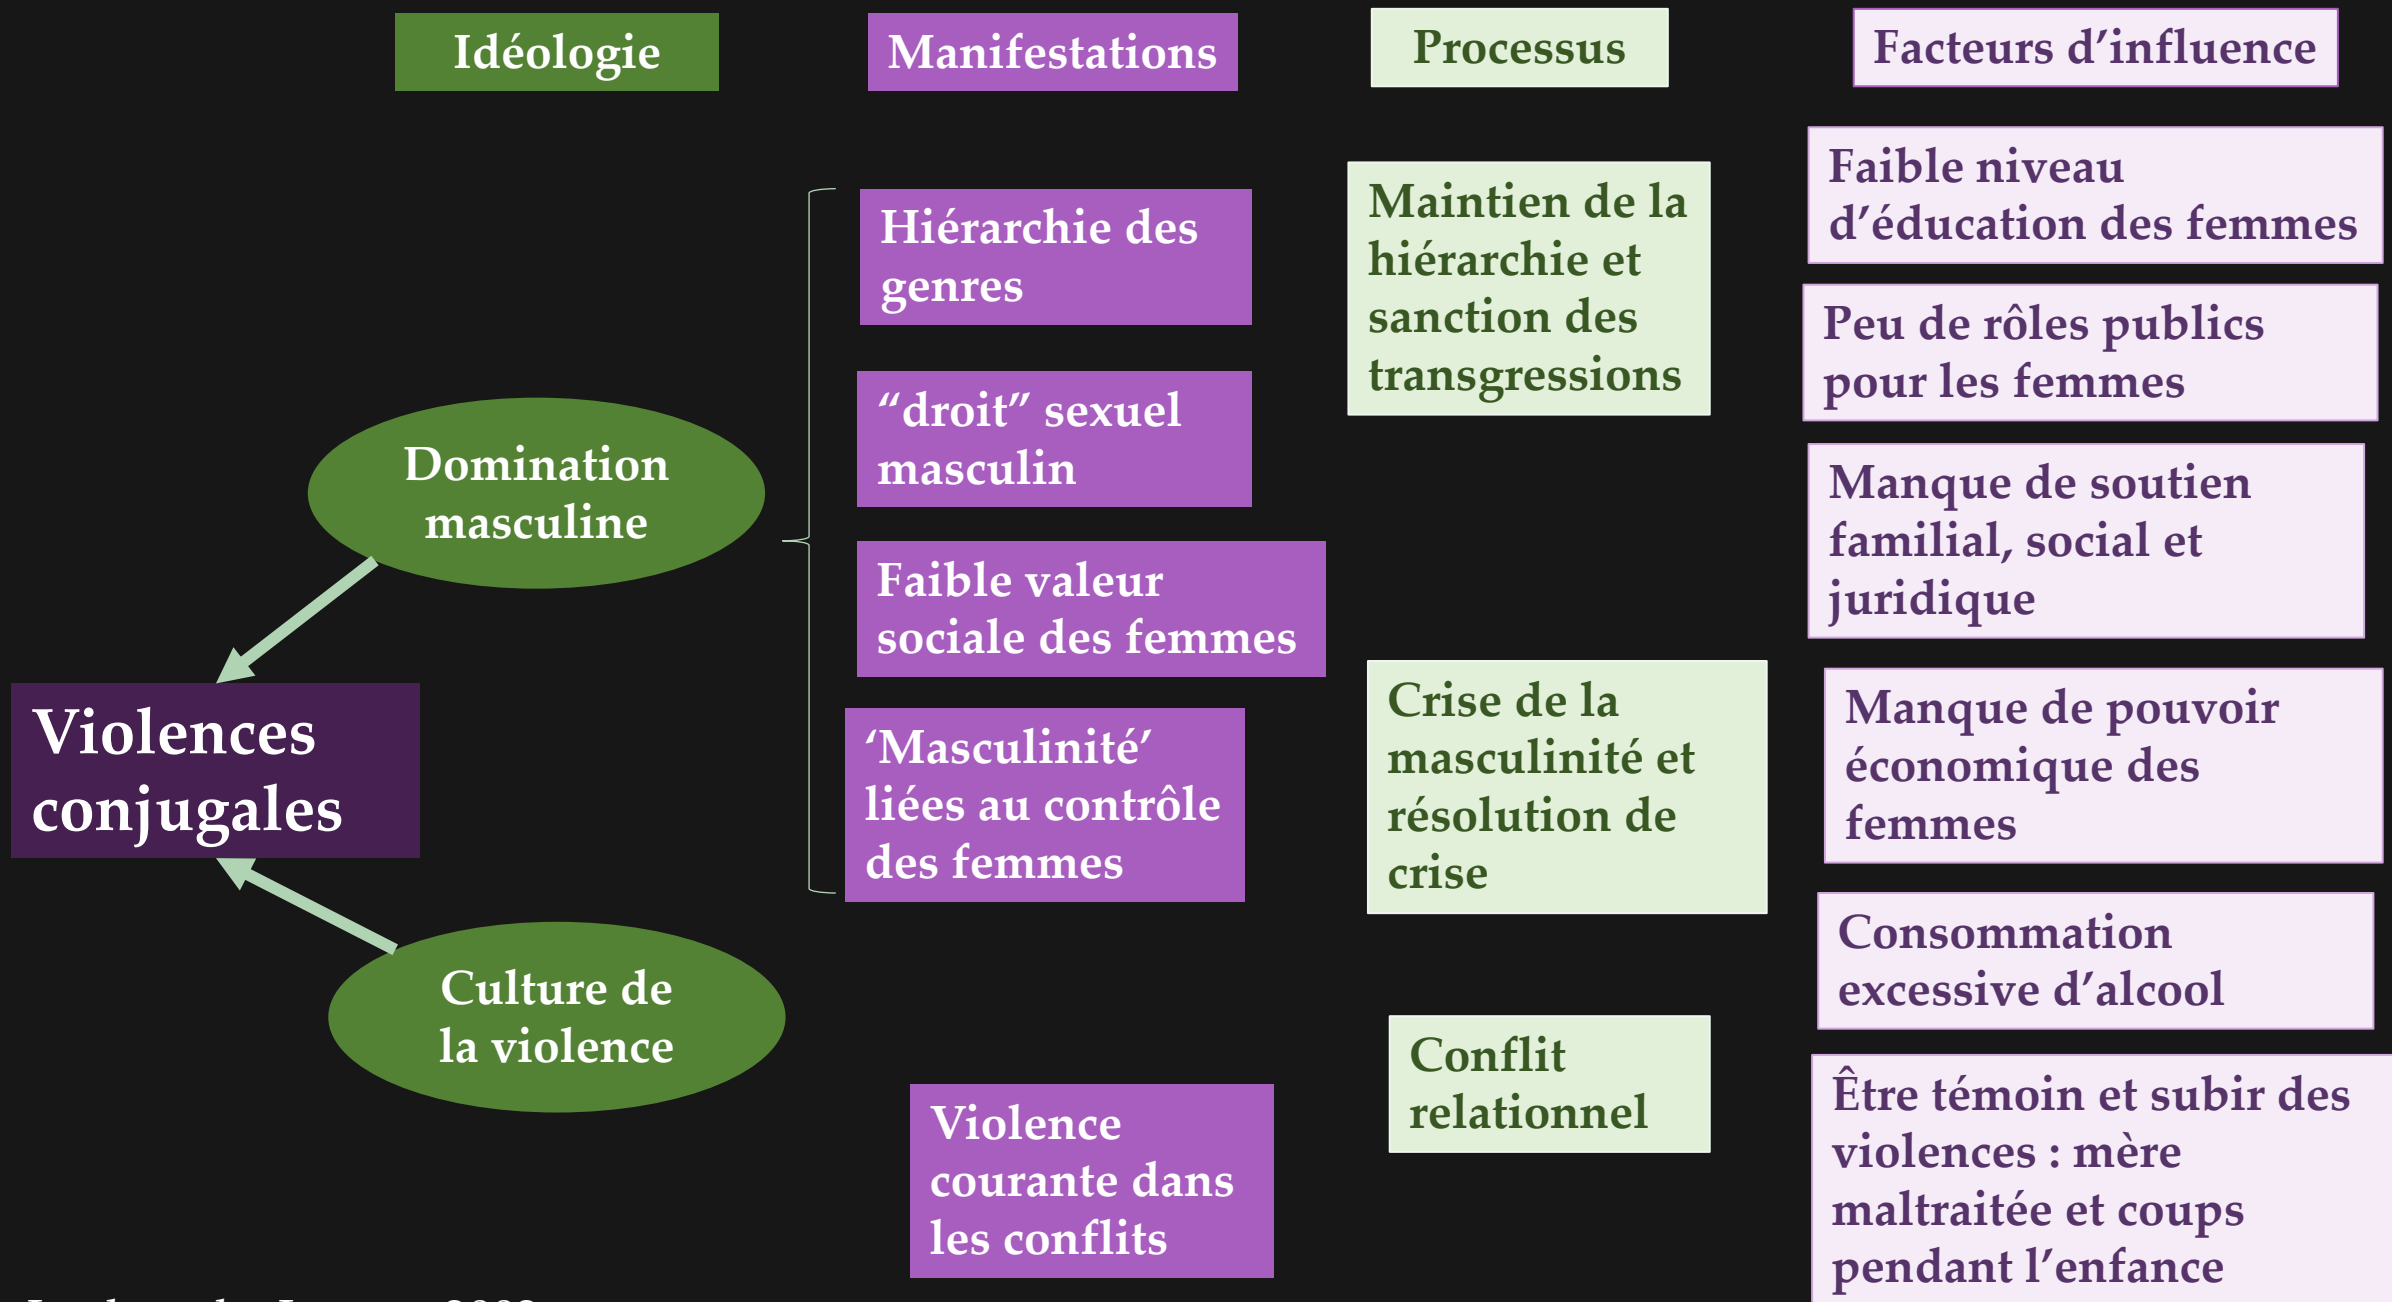 Idéologie
Manifestations
Processus
Facteurs d’influence
Domination
masculine
Violences
conjugales
Culture de
la violence
Hiérarchie des
genres
“droit” sexuel
masculin
Faible valeur
sociale des femmes
‘Masculinité’
liées au contrôle
des femmes
Violence
courante dans
les conflits
Maintien de la
hiérarchie et
sanction des
transgressions
Crise de la
masculinité et
résolution de
crise
Conflit
relationnel
Faible niveau
d’éducation des femmes
Peu de rôles publics
pour les femmes
Manque de soutien
familial, social et
juridique
Manque de pouvoir
économique des
femmes
Consommation
excessive d’alcool
Être témoin et subir des
violences : mère
maltraitée et coups
pendant l’enfance